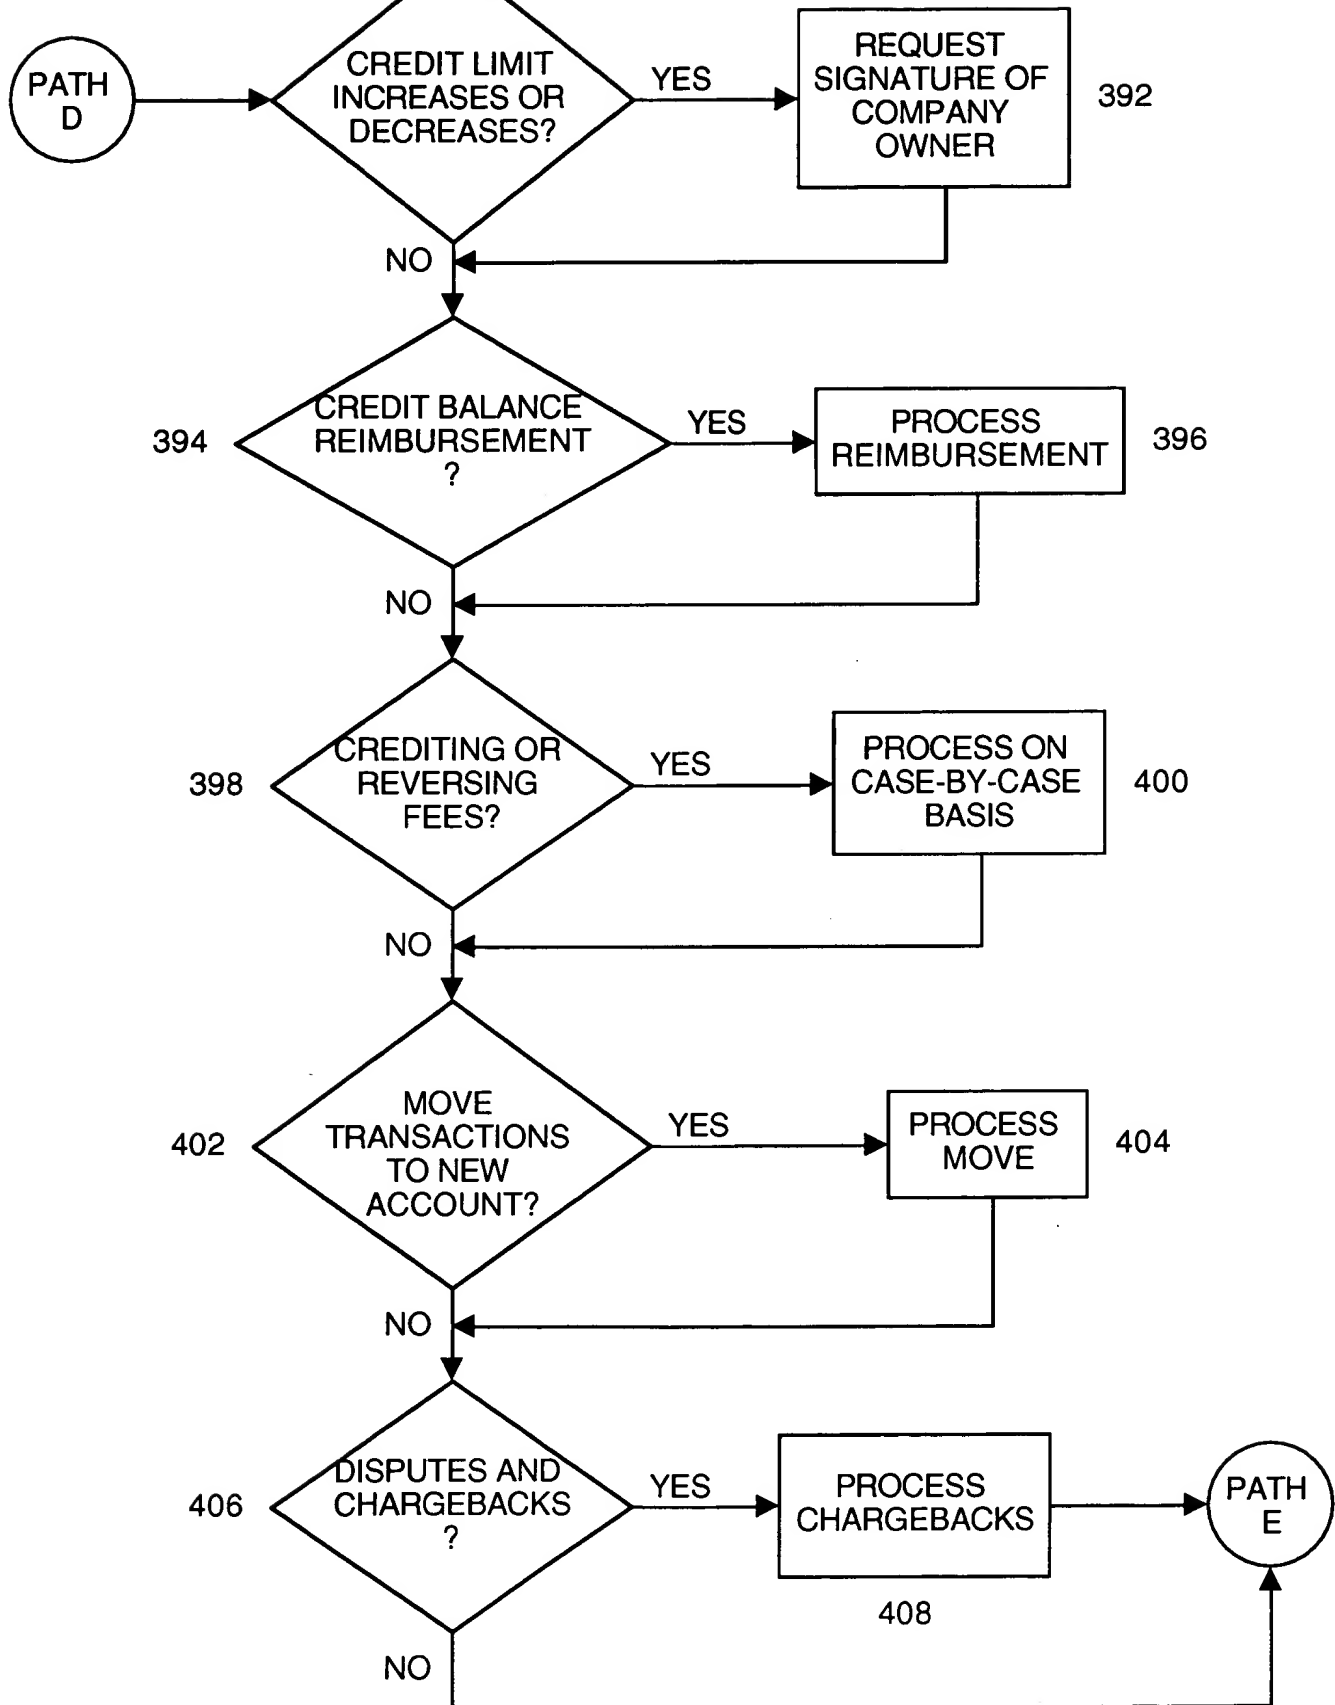 PATH
D
CREDIT LIMIT
INCREASES OR
DECREASES?
YES
REQUEST
SIGNATURE OF
COMPANY
OWNER
392
NO
394
CREDIT BALANCE
REIMBURSEMENT
?
YES
PROCESS
REIMBURSEMENT
396
NO
398
CREDITING OR
REVERSING
FEES?
YES
PROCESS ON
CASE-BY-CASE
BASIS
400
NO
402
MOVE
TRANSACTIONS
TO NEW
ACCOUNT?
YES
PROCESS
MOVE
404
NO
406
DISPUTES AND
CHARGEBACKS
?
YES
PROCESS
CHARGEBACKS
408
PATH
E
NO